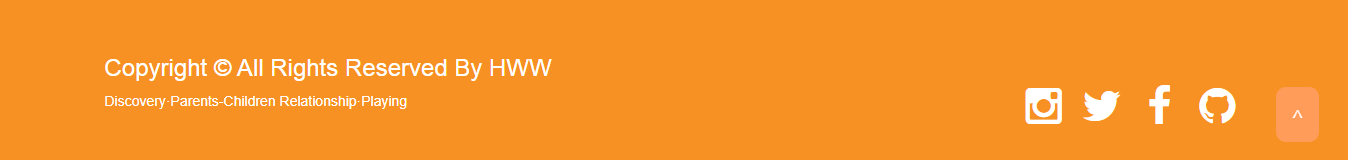 Copyright © All Rights Reserved By HWW
Discovery·Parents-Children Relationship·Playing
^